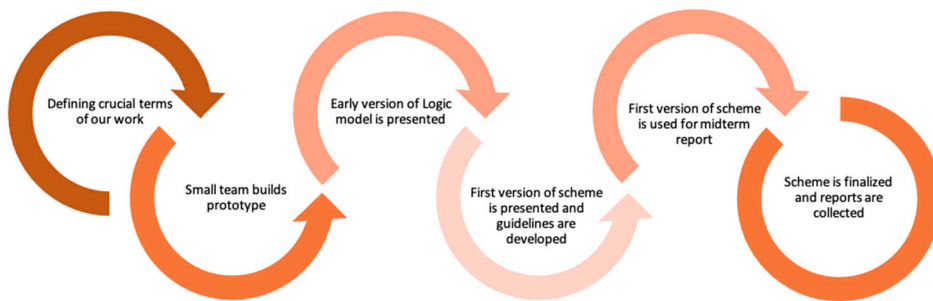 Defining crucial terms
of our work
Small team builds
prototype
Early version of Logic
model is presented
First version of scheme
is presented and
guidelines are
developed
First version of scheme
is used for midterm
report
Scheme is finalized
and reports are
collected